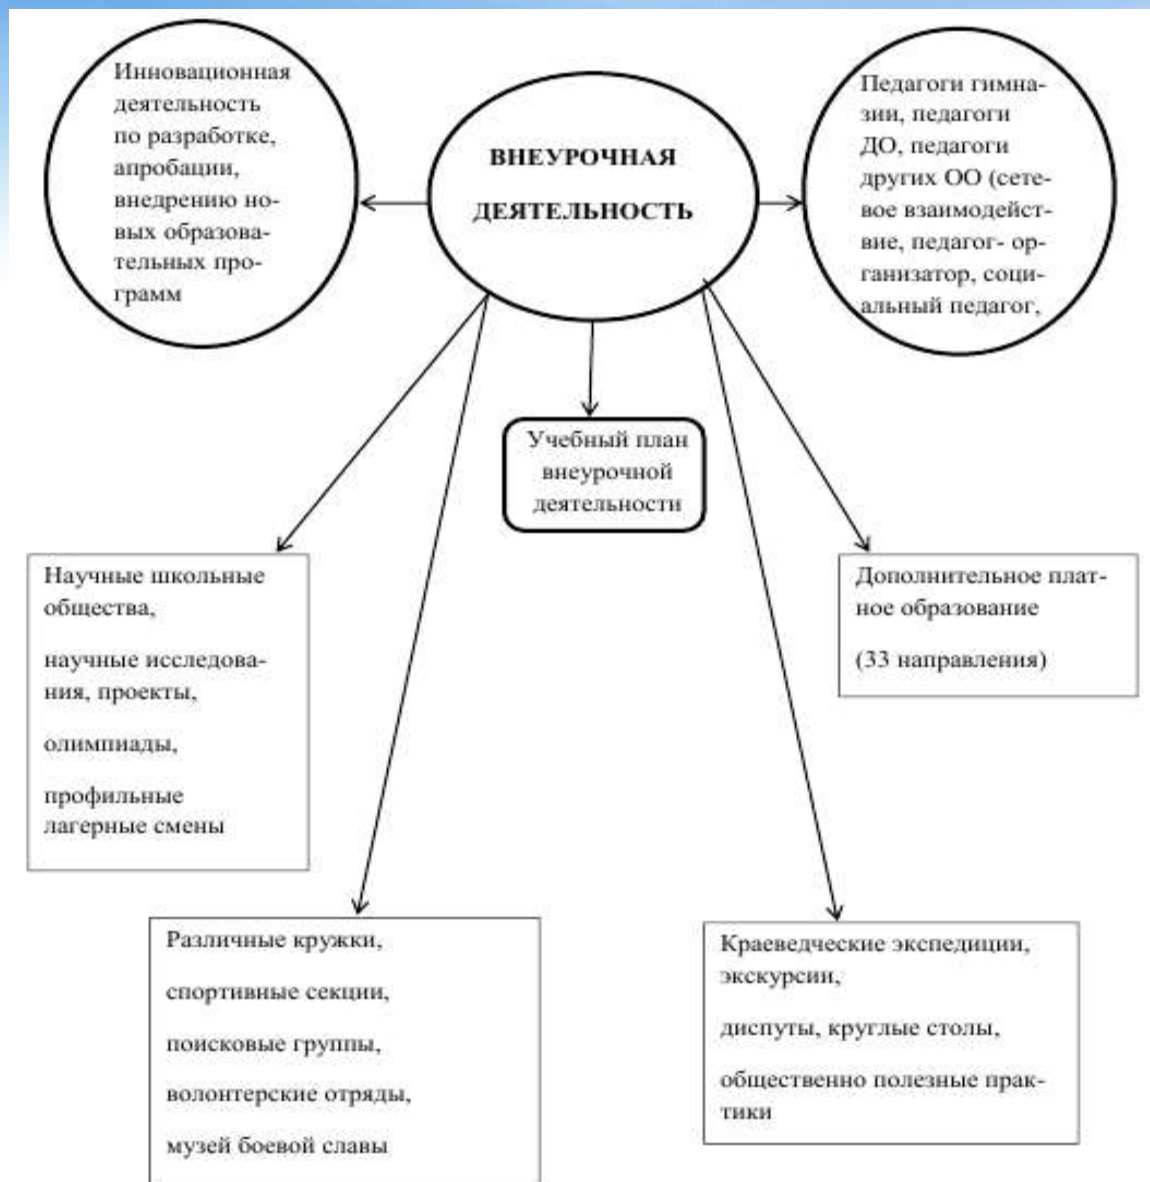 Инновационная
деятельность
по разработке,
апробации,
внедрению но-
вых образова-
тельных про-
грамм
ВНЕУРОЧНАЯ
ДЕЯТЕЛЬНОСТЬ
Педагоги гимна-
зии, педагоги
ДО, педагоги
других ОО (сете-
вое взаимодейст-
вие, педагог- ор-
ганизатор, соци-
альный педагог,
Учебный план
внеурочной
деятельности
Научные школьные
общества,
научные исследова-
ния, проекты,
олимпиады,
профильные
лагерные смены
Дополнительное плат-
ное образование
(33 направления)
Различные кружки,
спортивные секции,
поисковые группы,
волонтерские отряды,
музей боевой славы
Краеведческие экспедиции,
экскурсии,
диспуты, круглые столы,
общественно полезные прак-
тики